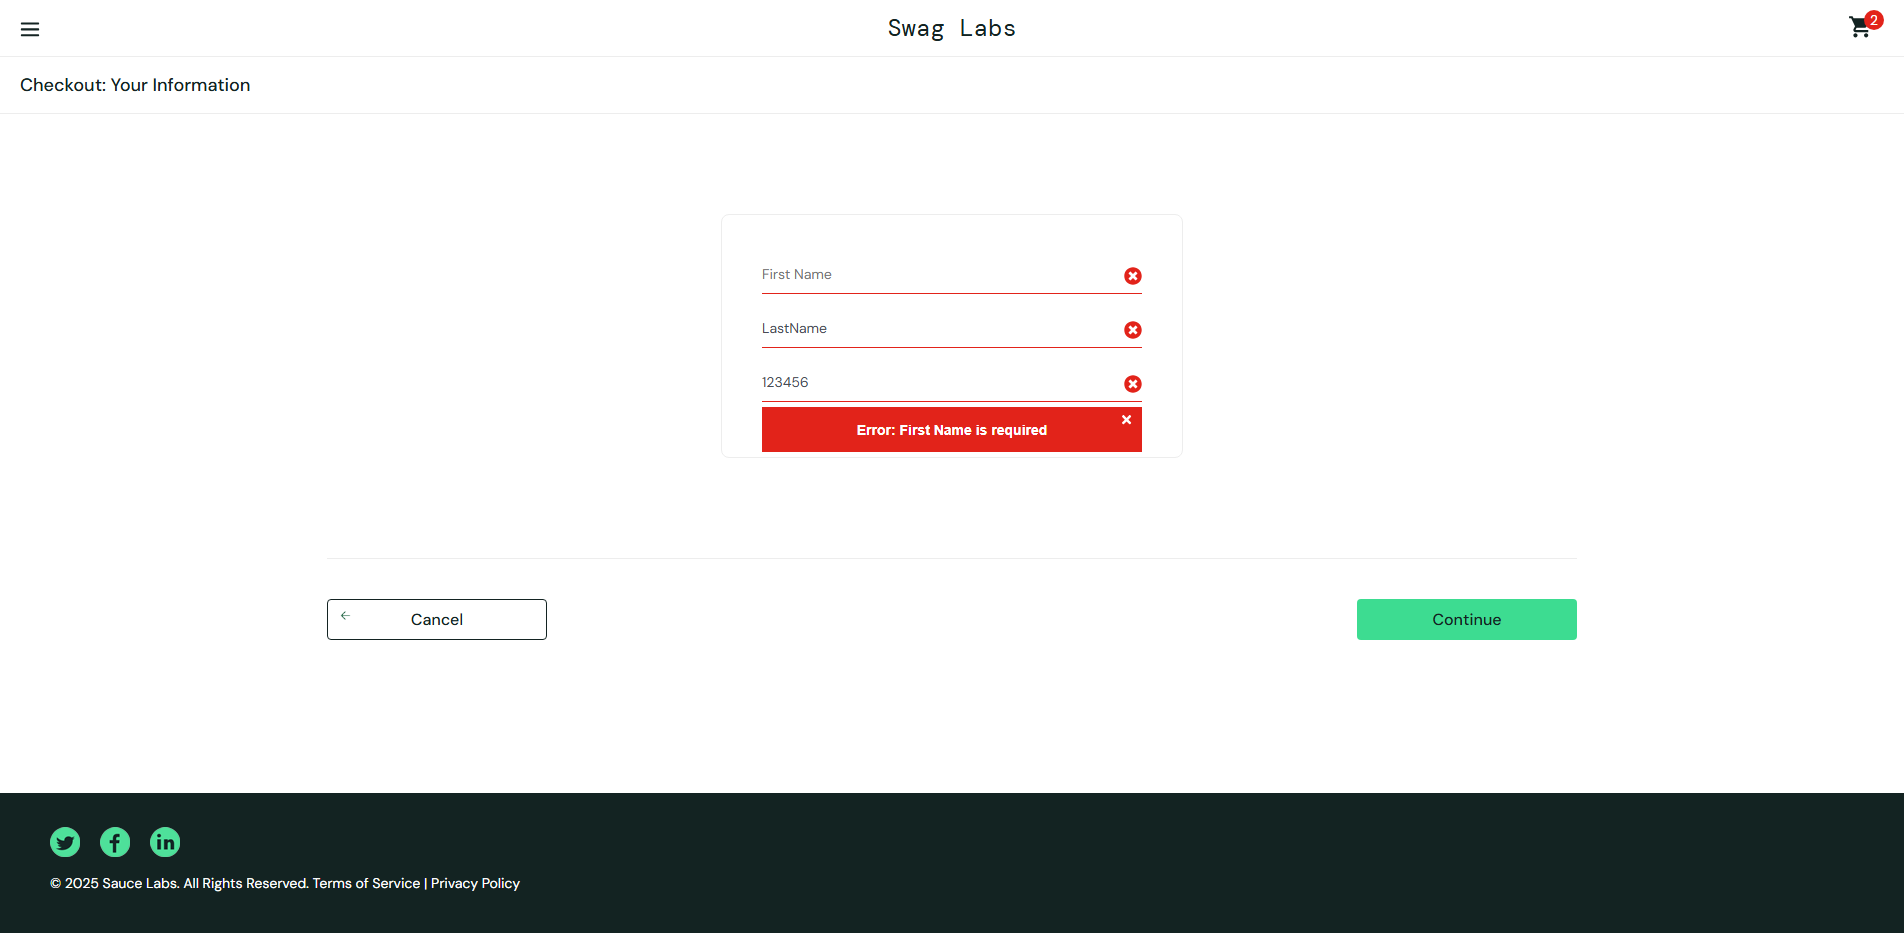 Swag Labs
2
Checkout: Your Information
First Name
LastName
123456
Error: First Name is required
Cancel
Continue
© 2025 Sauce Labs. All Rights Reserved. Terms of Service | Privacy Policy